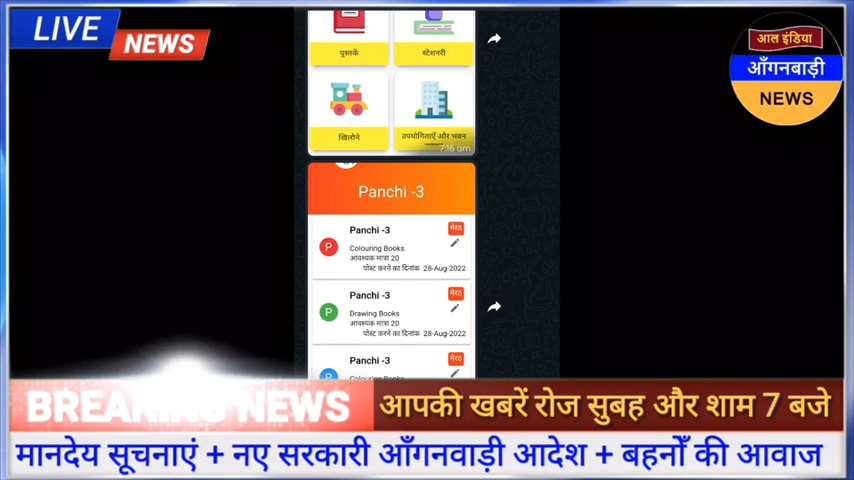 LIVE
NEWS
आल इंडिया
आँगनबाड़ी
NEWS
पुस्तकें
स्टेशनरी
खिलौने
उपयोगिताएँ और भवन
7:16 am
Panchi -3
Panchi -3
मेरठ
P
Colouring Books
आवश्यक मात्रा 20
पोस्ट करने का दिनांक 28-Aug-2022
Panchi -3
मेरठ
P
Drawing Books
आवश्यक मात्रा 20
पोस्ट करने का दिनांक 28-Aug-2022
Panchi -3
मेरठ
P
Colouring Books
BREAKING NEWS
आपकी खबरें रोज सुबह और शाम 7 बजे
मानदेय सूचनाएं + नए सरकारी आँगनवाड़ी आदेश + बहनोँ की आवाज